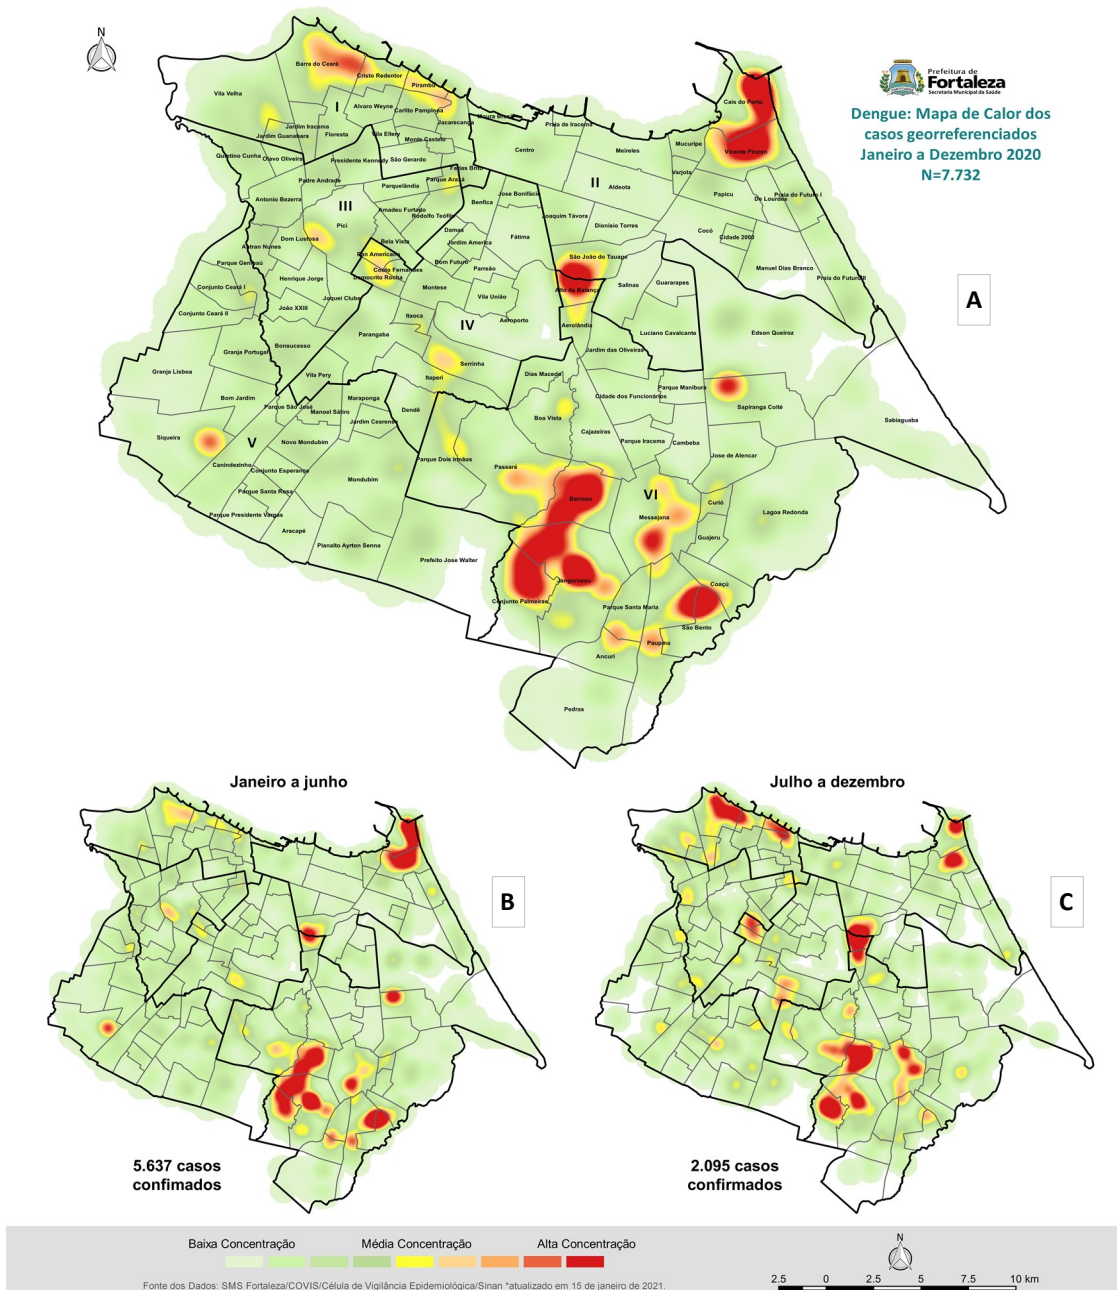 N
Prefeitura de
Fortaleza
Secretaria Municipal da Saúde
Dengue: Mapa de Calor dos
casos georreferenciados
Janeiro a Dezembro 2020
N=7.732
A
Barra do Ceará
Cristo Redentor
Pirambu
Vila Velha
I
Alvaro Weyne
Carlito Pamplona
Jacarecanga
Moura Brasil
Praia de Iracema
Cais do Porto
Jardim Iracema
Jardim Guanabara
Floresta
Vila Ellery
Monte Castelo
Centro
Meireles
Mucuripe
Vicente Pinzon
Varjota
Quintino Cunha
Olavo Oliveira
Presidente Kennedy
São Gerardo
Farias Brito
Padre Andrade
Parquelândia
Parque Araxá
II
Aldeota
Papicu
De Lourdes
Praia do Futuro I
Antonio Bezerra
III
Amadeu Furtado
Rodolfo Teófilo
Benfica
Jose Bonifácio
Joaquim Távora
Dionisio Torres
Pici
Damas
Fátima
Cocó
Cidade 2000
Dom Lustosa
Bela Vista
Jardim America
Autran Nunes
Pan Americano
Bom Futuro
Parreão
São João do Tauape
Manuel Dias Branco
Parque Genibaú
Couto Fernandes
Democrito Rocha
Praia do Futuro II
Henrique Jorge
Conjunto Ceará I
Montese
Alto da Balança
Salinas
Guararapes
Joquei Clube
Vila União
João XXIII
Conjunto Ceará II
Itaoca
IV
Aeroporto
Aerolândia
Parangaba
Luciano Cavalcante
Edson Queiroz
Bonsucesso
Granja Portugal
Jardim das Oliveiras
Serrinha
Granja Lisboa
Vila Pery
Itaperi
Dias Macedo
Parque Manibura
Bom Jardim
Maraponga
Cidade dos Funcionários
Parque São José
Manoel Sátiro
Dendê
Sapiranga Coité
Jardim Cearense
Boa Vista
Sabiaguaba
Siqueira
V
Novo Mondubim
Cajazeiras
Parque Iracema
Cambeba
Canindezinho
Conjunto Esperança
Parque Dois Irmãos
Passaré
Jose de Alencar
Mondubim
Parque Santa Rosa
Barroso
VI
Curió
Parque Presidente Vargas
Messejana
Lagoa Redonda
Aracapé
Guajeru
Planalto Ayrton Senna
Prefeito Jose Walter
Jangurussu
Coaçú
Conjunto Palmeiras
Parque Santa Maria
São Bento
Paupina
Ancuri
Pedras
Janeiro a junho
B
5.637 casos
confimados
Julho a dezembro
C
2.095 casos
confirmados
Baixa Concentração
Média Concentração
Alta Concentração
Fonte dos Dados: SMS Fortaleza/COVIS/Célula de Vigilância Epidemiológica/Sinan *atualizado em 15 de janeiro de 2021.
N
2.5 0 2.5 5 7.5 10 km